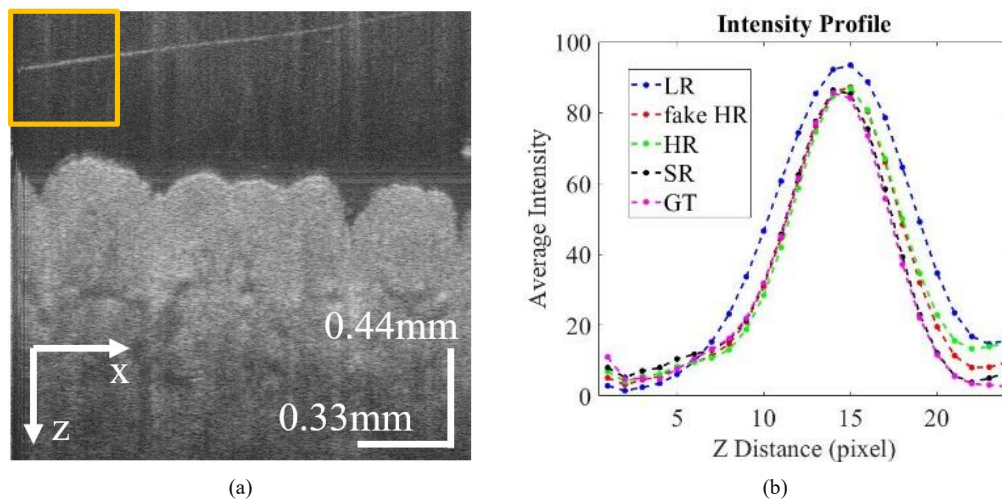 0.44mm
x
0.33mm
z
(a)
Intensity Profile
100
80
60
40
20
0
LR
fake HR
HR
SR
GT
Average Intensity
5
10
15
20
Z Distance (pixel)
(b)